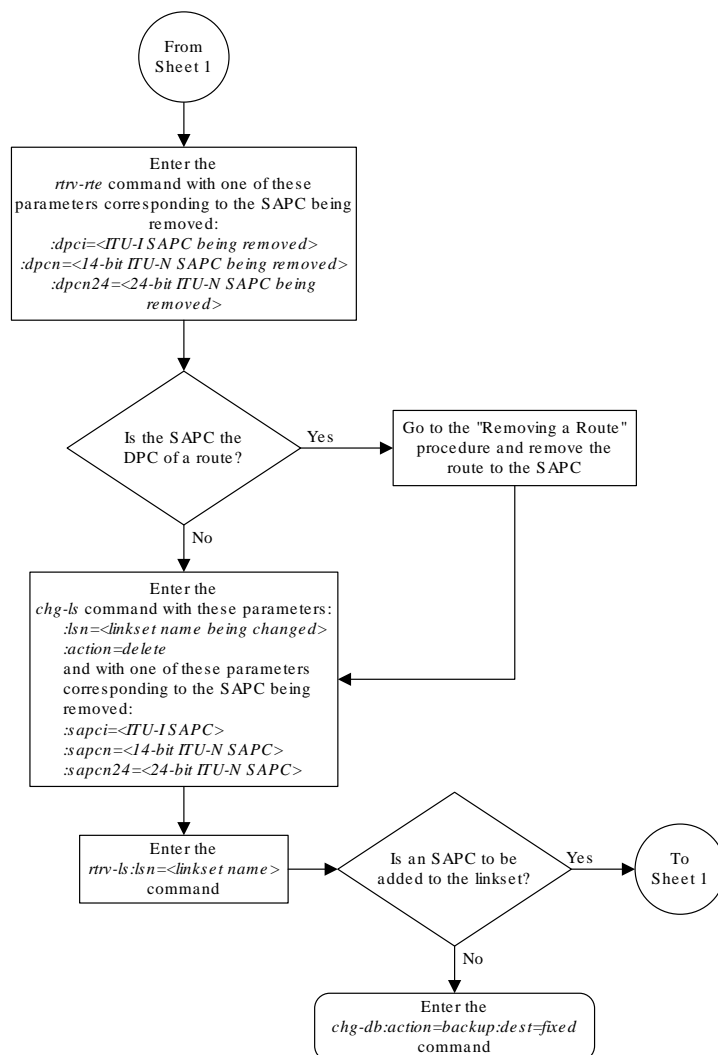 From
Sheet 1
Enter the
rtrv-rte command with one of these
parameters corresponding to the SAPC being
removed:
:dpci=<ITU-I SAPC being removed>
:dpcn=<14-bit ITU-N SAPC being removed>
:dpcn24=<24-bit ITU-N SAPC being
removed>
Is the SAPC the
DPC of a route?
Yes
Go to the "Removing a Route"
procedure and remove the
route to the SAPC
No
Enter the
chg-ls command with these parameters:
:lsn=<linkset name being changed>
:action=delete
and with one of these parameters
corresponding to the SAPC being
removed:
:sapci=<ITU-I SAPC>
:sapcn=<14-bit ITU-N SAPC>
:sapcn24=<24-bit ITU-N SAPC>
Enter the
rtrv-ls:lsn=<linkset name>
command
Is an SAPC to be
added to the linkset?
Yes
To
Sheet 1
No
Enter the
chg-db:action=backup:dest=fixed
command